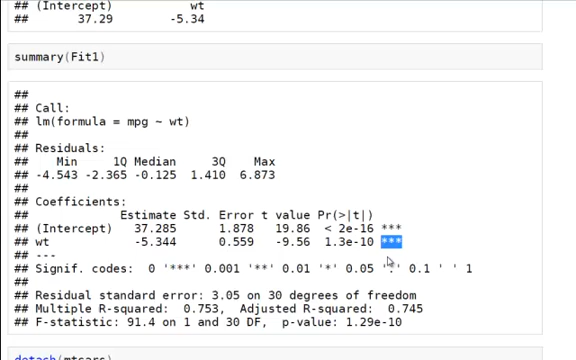 ## (Intercept)           wt
##       37.29        -5.34
summary(Fit1)
##
## Call:
## lm(formula = mpg ~ wt)
##
## Residuals:
##    Min     1Q Median     3Q    Max
## -4.543 -2.365 -0.125  1.410  6.873
##
## Coefficients:
##             Estimate Std. Error t value Pr(>|t|)
## (Intercept)   37.285      1.878   19.86  < 2e-16 ***
## wt            -5.344      0.559   -9.56  1.3e-10 ***
## ---
## Signif. codes:  0 '***' 0.001 '**' 0.01 '*' 0.05 '.' 0.1 ' ' 1
##
## Residual standard error: 3.05 on 30 degrees of freedom
## Multiple R-squared:  0.753,  Adjusted R-squared:  0.745
## F-statistic: 91.4 on 1 and 30 DF,  p-value: 1.29e-10
detach(mtcars)